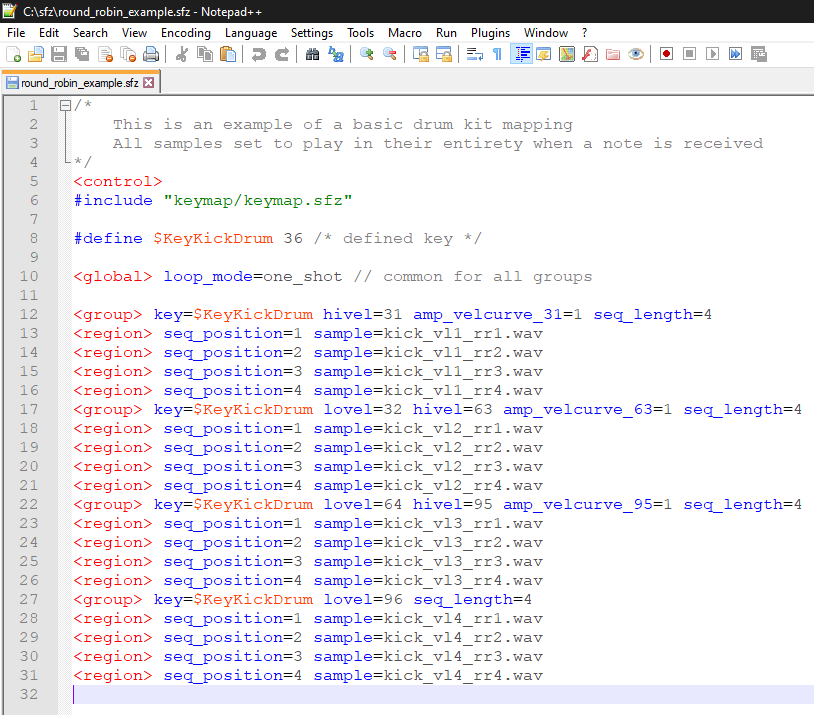 C:\sfz\round_robin_example.sfz - Notepad++
File Edit Search View Encoding Language Settings Tools Macro Run Plugins Window ?
round_robin_example.sfz
1 /*
2 This is an example of a basic drum kit mapping
3 All samples set to play in their entirety when a note is received
4 */
5 <control>
6 #include "keymap/keymap.sfz"
7
8 #define $KeyKickDrum 36 /* defined key */
9
10 <global> loop_mode=one_shot // common for all groups
11
12 <group> key=$KeyKickDrum hivel=31 amp_velcurve_31=1 seq_length=4
13 <region> seq_position=1 sample=kick_vl1_rr1.wav
14 <region> seq_position=2 sample=kick_vl1_rr2.wav
15 <region> seq_position=3 sample=kick_vl1_rr3.wav
16 <region> seq_position=4 sample=kick_vl1_rr4.wav
17 <group> key=$KeyKickDrum lovel=32 hivel=63 amp_velcurve_63=1 seq_length=4
18 <region> seq_position=1 sample=kick_vl2_rr1.wav
19 <region> seq_position=2 sample=kick_vl2_rr2.wav
20 <region> seq_position=3 sample=kick_vl2_rr3.wav
21 <region> seq_position=4 sample=kick_vl2_rr4.wav
22 <group> key=$KeyKickDrum lovel=64 hivel=95 amp_velcurve_95=1 seq_length=4
23 <region> seq_position=1 sample=kick_vl3_rr1.wav
24 <region> seq_position=2 sample=kick_vl3_rr2.wav
25 <region> seq_position=3 sample=kick_vl3_rr3.wav
26 <region> seq_position=4 sample=kick_vl3_rr4.wav
27 <group> key=$KeyKickDrum lovel=96 seq_length=4
28 <region> seq_position=1 sample=kick_vl4_rr1.wav
29 <region> seq_position=2 sample=kick_vl4_rr2.wav
30 <region> seq_position=3 sample=kick_vl4_rr3.wav
31 <region> seq_position=4 sample=kick_vl4_rr4.wav
32